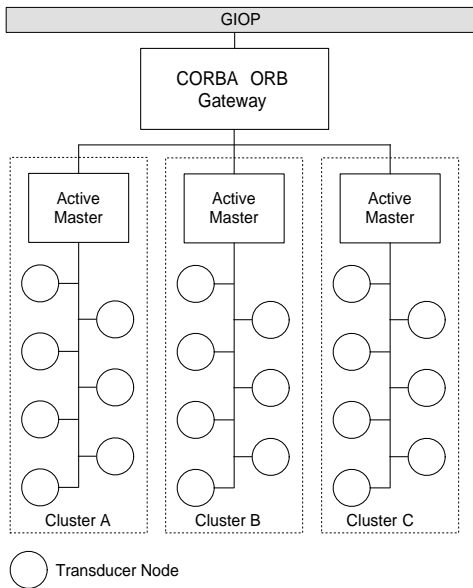 GIOP
CORBA ORB
Gateway
Active
Master
Active
Master
Active
Master
Cluster A
Cluster B
Cluster C
Transducer Node